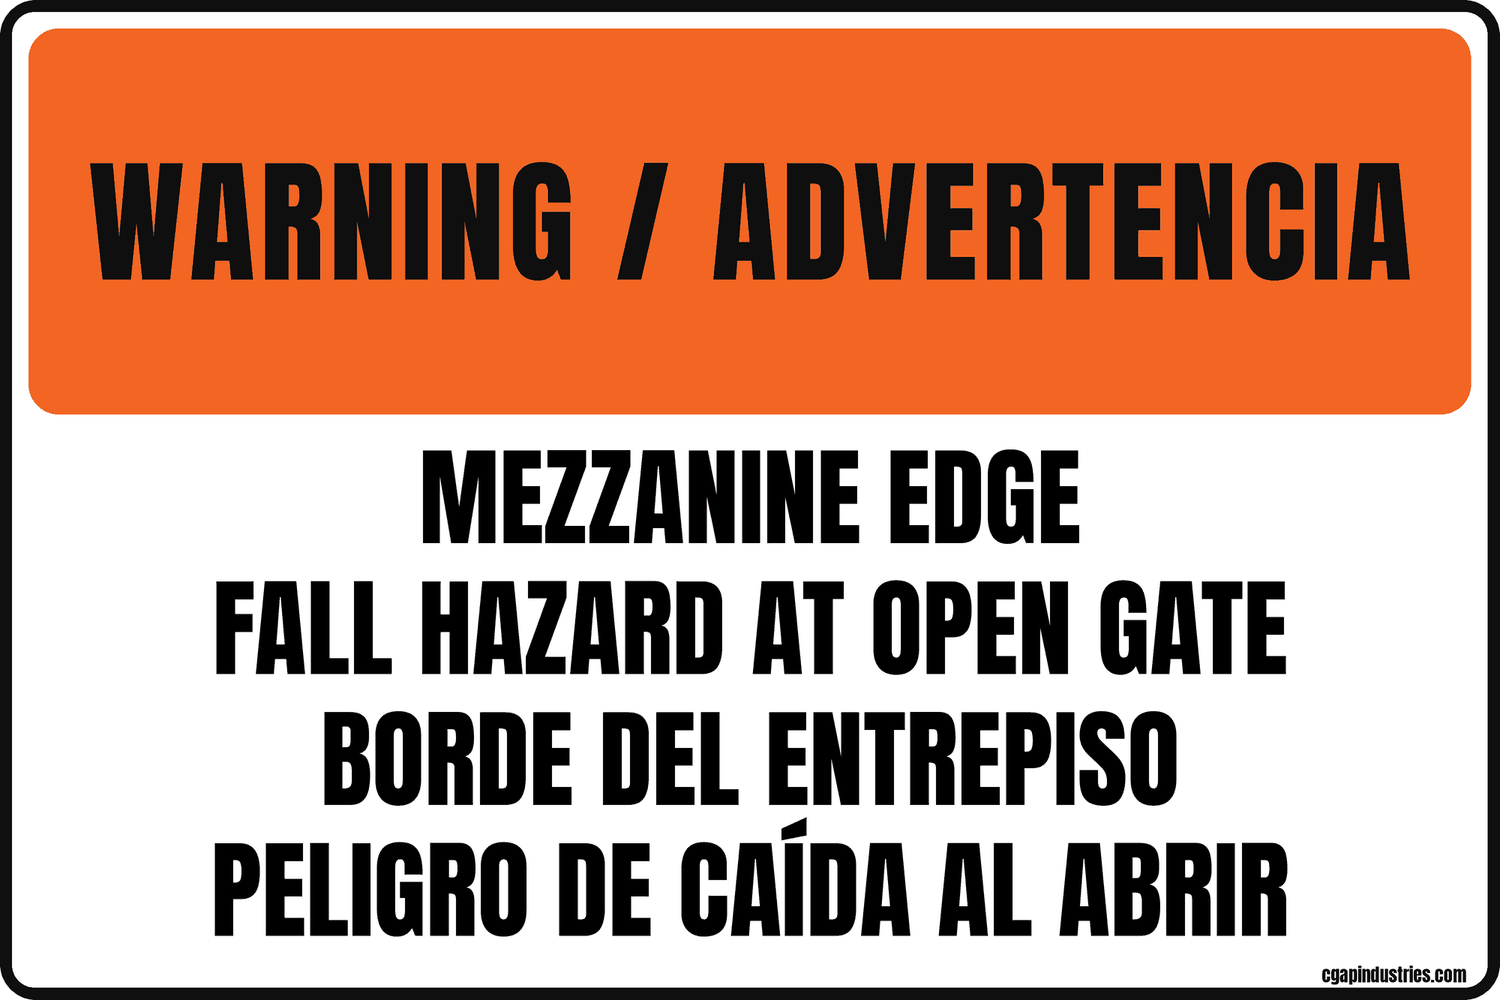 WARNING / ADVERTENCIA
MEZZANINE EDGE
FALL HAZARD AT OPEN GATE
BORDE DEL ENTREPISO
PELIGRO DE CAÍDA AL ABRIR
cgapindustries.com